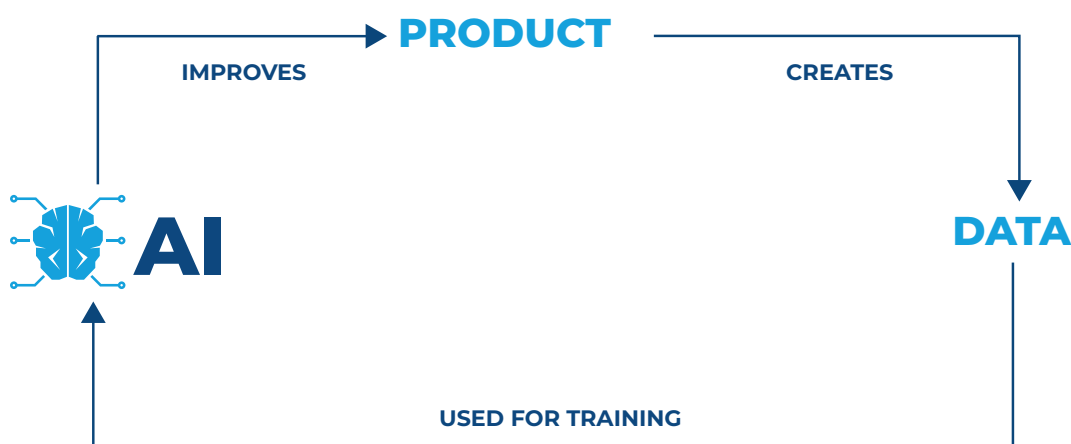 PRODUCT
IMPROVES
CREATES
AI
DATA
USED FOR TRAINING